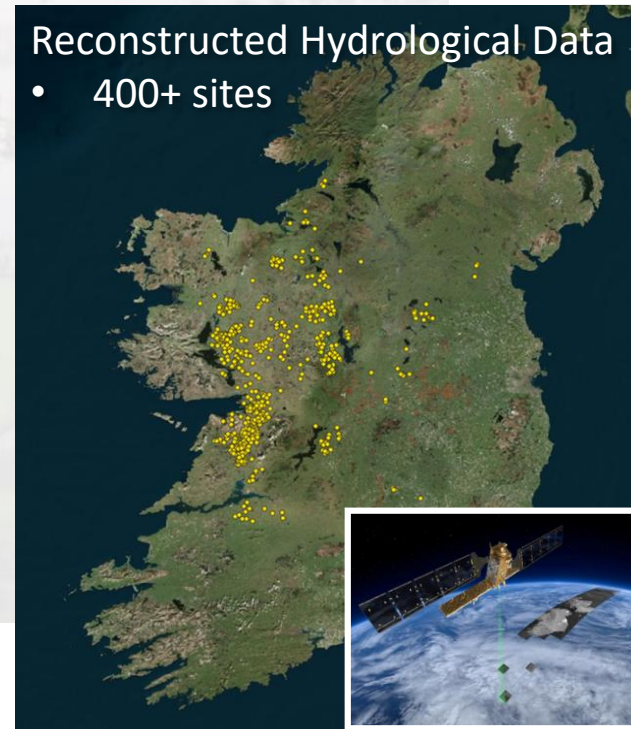 Reconstructed Hydrological Data
• 400+ sites